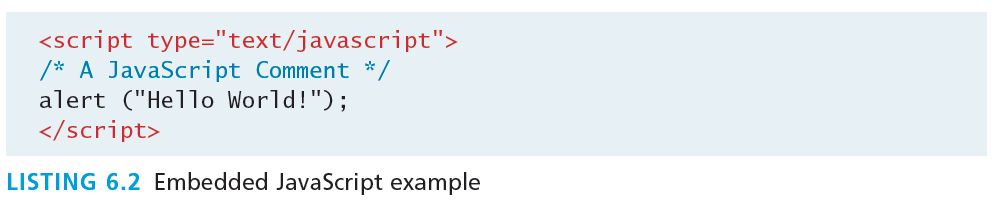 <script type="text/javascript">
/* A JavaScript Comment */
alert ("Hello World!");
</script>
LISTING 6.2 Embedded JavaScript example